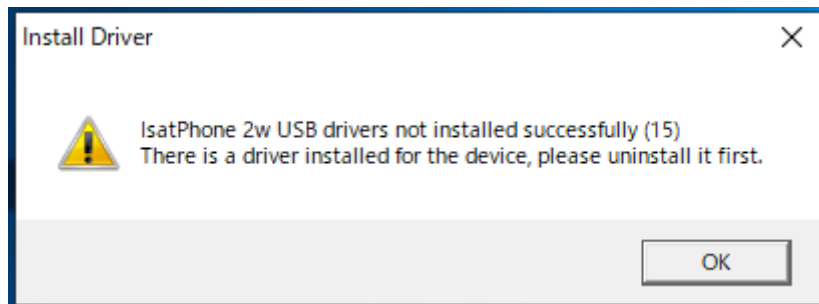 Install Driver
IsatPhone 2w USB drivers not installed successfully (15)
There is a driver installed for the device, please uninstall it first.
OK